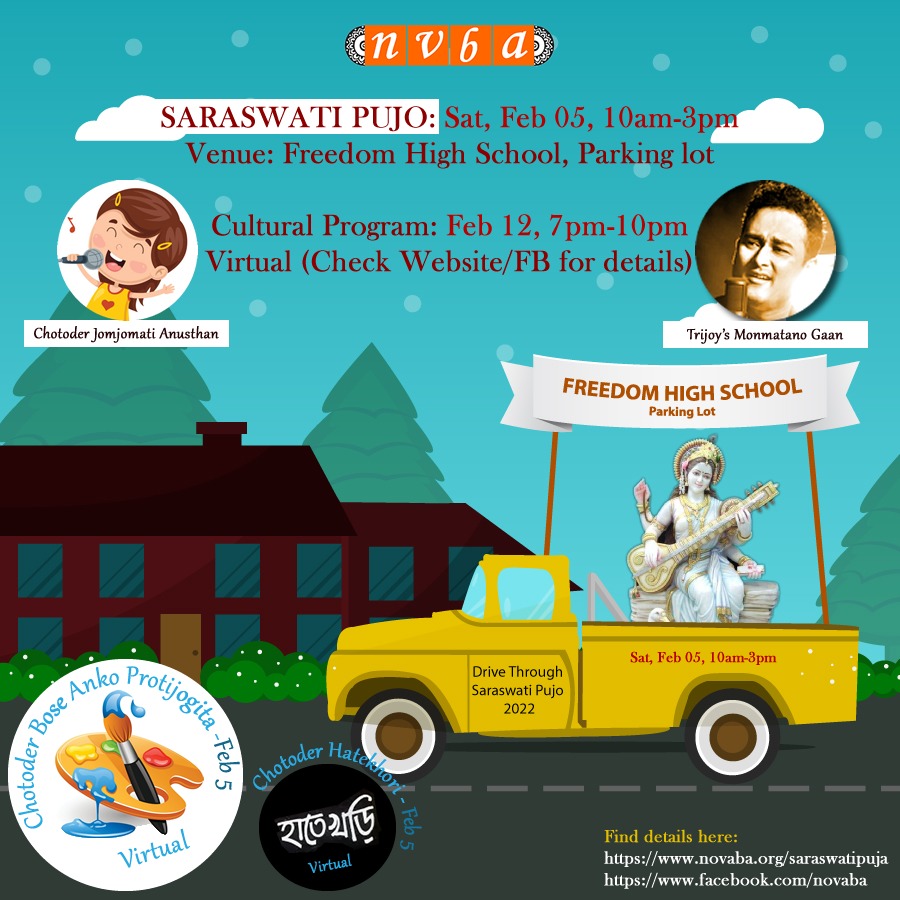 nvba
SARASWATI PUJO: Sat, Feb 05, 10am-3pm
Venue: Freedom High School, Parking lot
Cultural Program: Feb 12, 7pm-10pm
Virtual (Check Website/FB for details)
Chotoder Jomjomati Anusthan
Trijoy's Monmatano Gaan
FREEDOM HIGH SCHOOL
Parking Lot
Sat, Feb 05, 10am-3pm
Drive Through
Saraswati Pujo
2022
Chotoder Bose Anko Protijogita -Feb 5
Virtual
Chotoder Hatekhori - Feb 5
হাতে খড়ি
Virtual
Find details here:
https://www.novaba.org/saraswatipuja
https://www.facebook.com/novaba